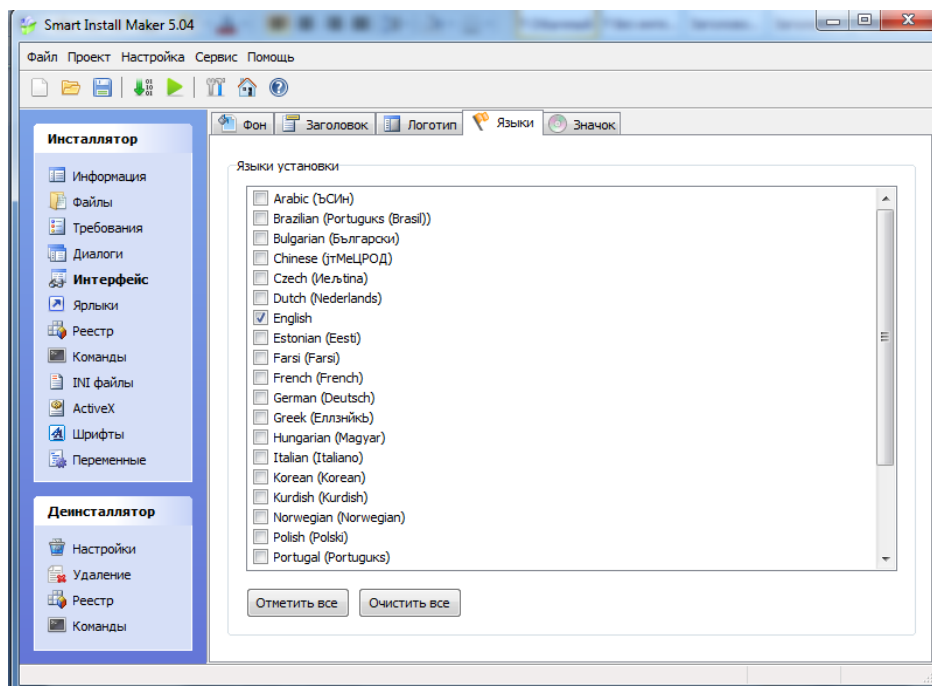 Smart Install Maker 5.04
Файл Проект Настройка Сервис Помощь
Инсталлятор
Информация
Файлы
Требования
Диалоги
Интерфейс
Ярлыки
Реестр
Команды
INI файлы
ActiveX
Шрифты
Переменные
Деинсталлятор
Настройки
Удаление
Реестр
Команды
Фон Заголовок Логотип Языки Значок
Языки установки
Arabic (ЪСИн)
Brazilian (Portuguкs (Brasil))
Bulgarian (Български)
Chinese (јтМеЦРОД)
Czech (Иељtina)
Dutch (Nederlands)
English
Estonian (Eesti)
Farsi (Farsi)
French (French)
German (Deutsch)
Greek (Еллзнйкь)
Hungarian (Magyar)
Italian (Italiano)
Korean (Korean)
Kurdish (Kurdish)
Norwegian (Norwegian)
Polish (Polski)
Portugal (Portuguкs)
Отметить все Очистить все